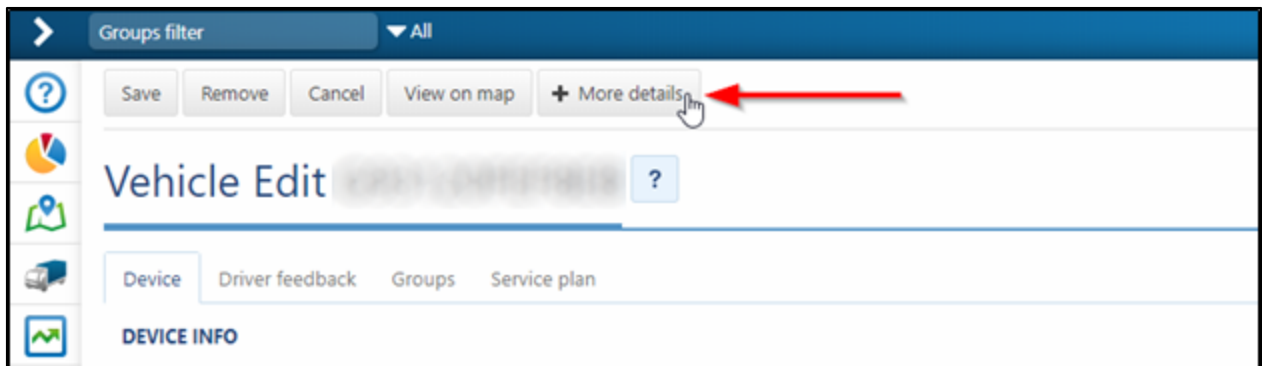 Groups filter All
Save Remove Cancel View on map + More details
Vehicle Edit ?
Device Driver feedback Groups Service plan
DEVICE INFO